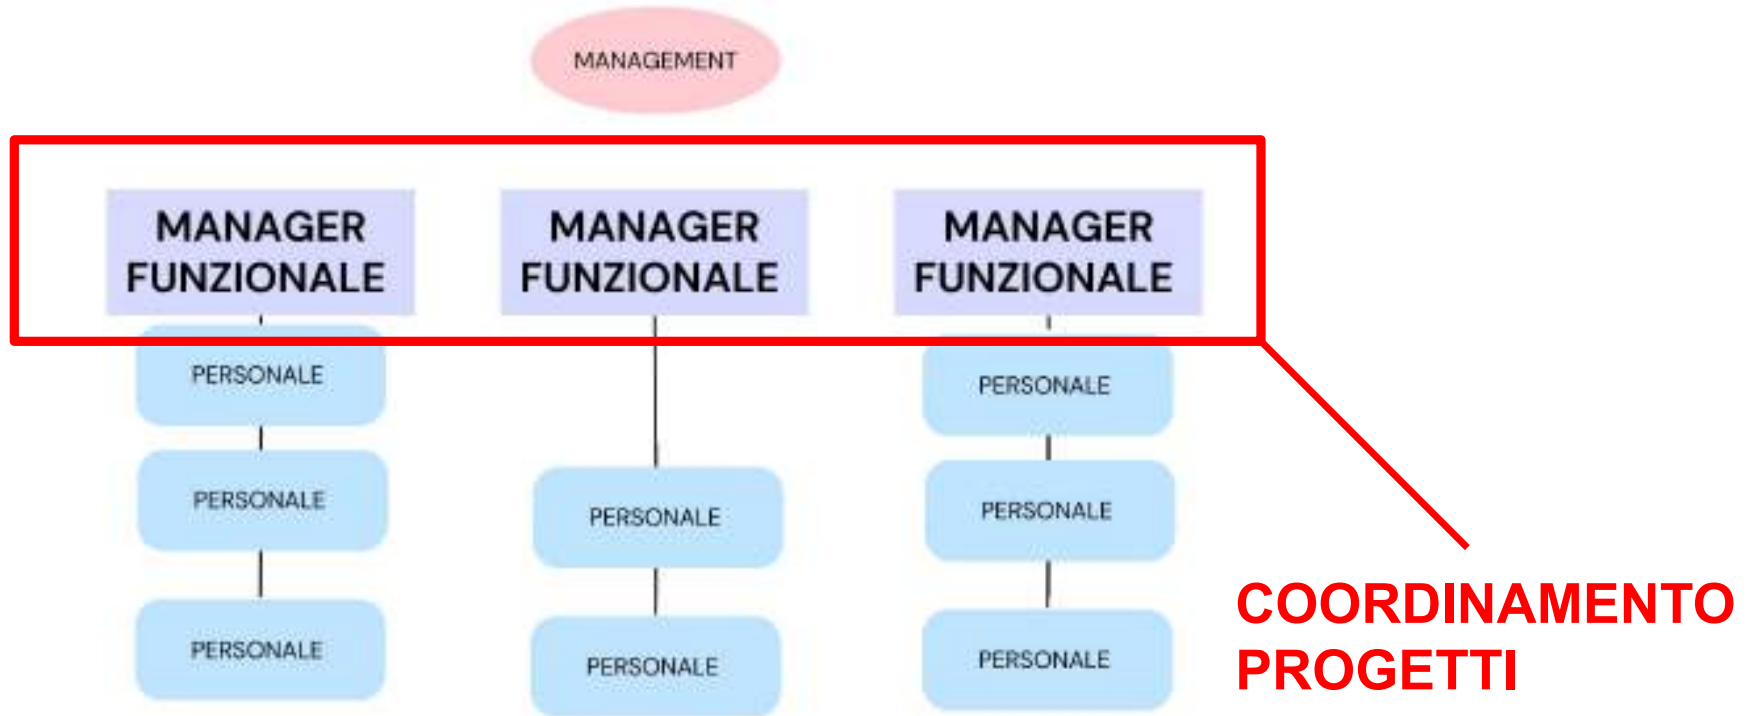 MANAGEMENT
MANAGER
FUNZIONALE
MANAGER
FUNZIONALE
MANAGER
FUNZIONALE
PERSONALE
PERSONALE
PERSONALE
PERSONALE
PERSONALE
PERSONALE
PERSONALE
PERSONALE
COORDINAMENTO
PROGETTI